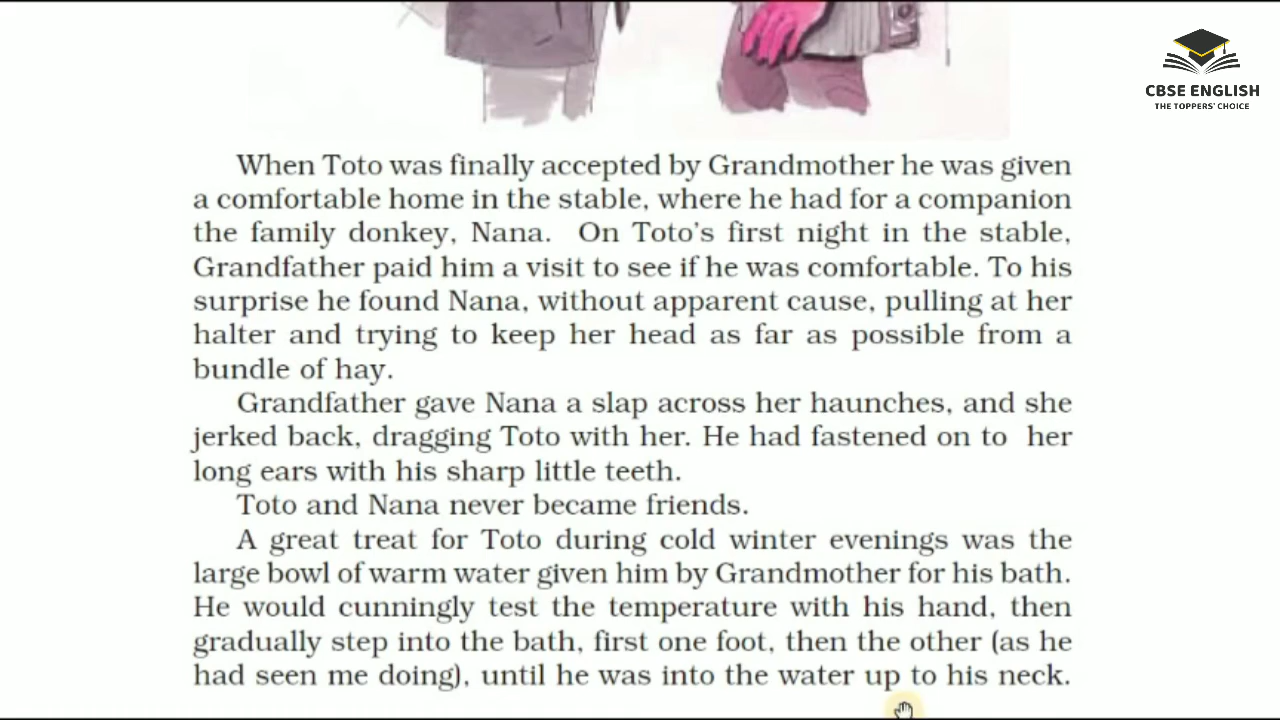 CBSE ENGLISH
THE TOPPERS' CHOICE
When Toto was finally accepted by Grandmother he was given
a comfortable home in the stable, where he had for a companion
the family donkey, Nana. On Toto's first night in the stable,
Grandfather paid him a visit to see if he was comfortable. To his
surprise he found Nana, without apparent cause, pulling at her
halter and trying to keep her head as far as possible from a
bundle of hay.
Grandfather gave Nana a slap across her haunches, and she
jerked back, dragging Toto with her. He had fastened on to her
long ears with his sharp little teeth.
Toto and Nana never became friends.
A great treat for Toto during cold winter evenings was the
large bowl of warm water given him by Grandmother for his bath.
He would cunningly test the temperature with his hand, then
gradually step into the bath, first one foot, then the other (as he
had seen me doing), until he was into the water up to his neck.